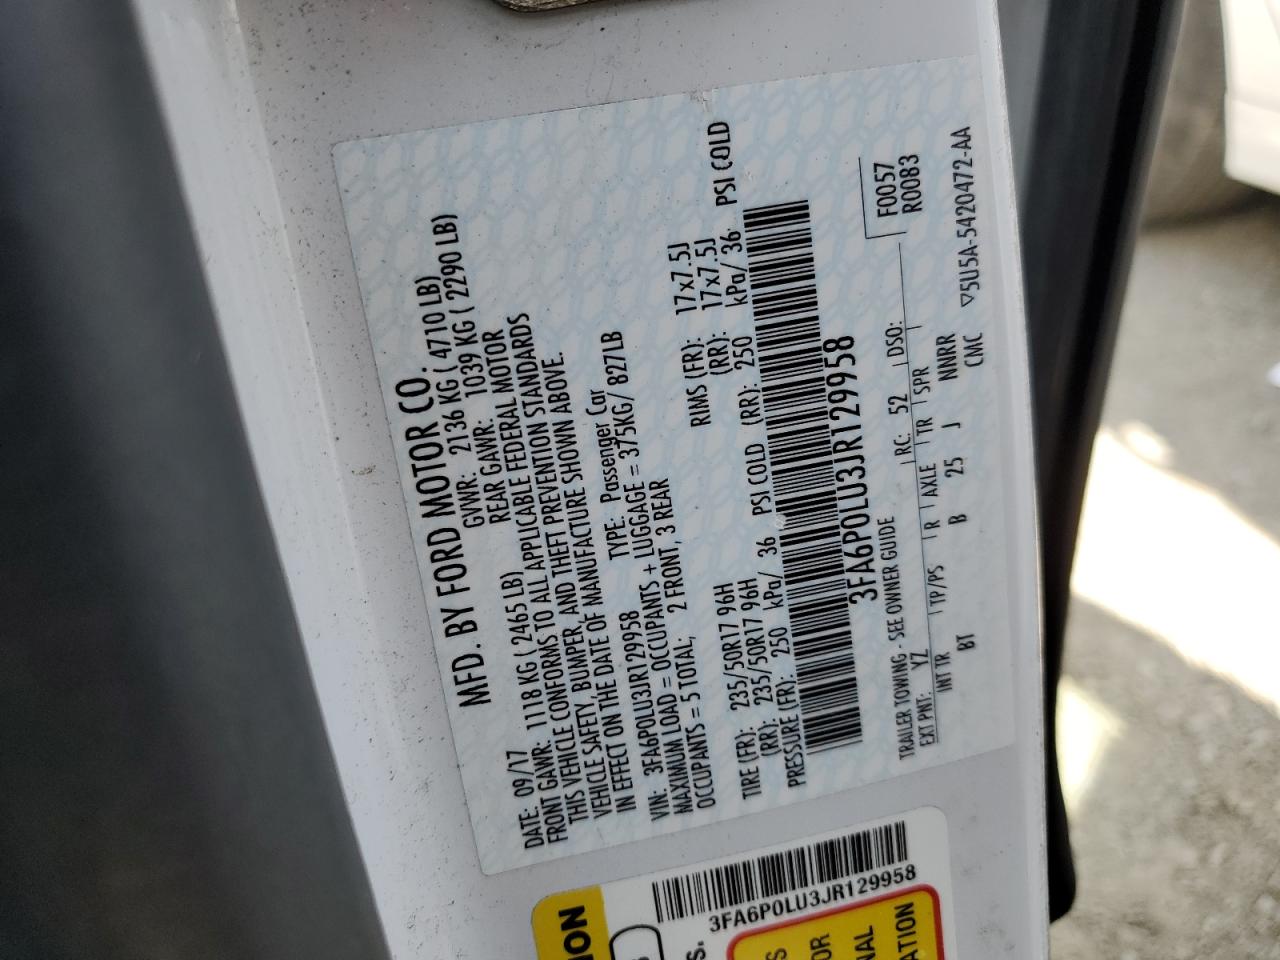 MFD. BY FORD MOTOR CO.
DATE: 09/17 GVWR: 2136 KG ( 4710 LB)
FRONT GAWR: 1118 KG ( 2465 LB) REAR GAWR: 1039 KG ( 2290 LB)
THIS VEHICLE CONFORMS TO ALL APPLICABLE FEDERAL MOTOR
VEHICLE SAFETY, BUMPER, AND THEFT PREVENTION STANDARDS
IN EFFECT ON THE DATE OF MANUFACTURE SHOWN ABOVE.
VIN: 3FA6P0LU3JR129958 TYPE: Passenger Car
MAXIMUM LOAD = OCCUPANTS + LUGGAGE = 375KG/ 827LB
OCCUPANTS = 5 TOTAL; 2 FRONT, 3 REAR
TIRE (FR): 235/50R17 96H RIMS (FR): 17x7.5J
(RR): 235/50R17 96H (RR): 17x7.5J
PRESSURE (FR): 250 kPa/ 36 PSI COLD (RR): 250 kPa/ 36 PSI COLD
3FA6P0LU3JR129958
F0057
R0083
TRAILER TOWING - SEE OWNER GUIDE
EXT PNT: YZ RC: 52 DSO:
INT TR TP/PS R AXLE TR SPR
BT B 25 J NNRR
CMC
▽5U5A-5420472-AA
3FA6P0LU3JR129958
ION
S.
S
OR
NAL
ATION